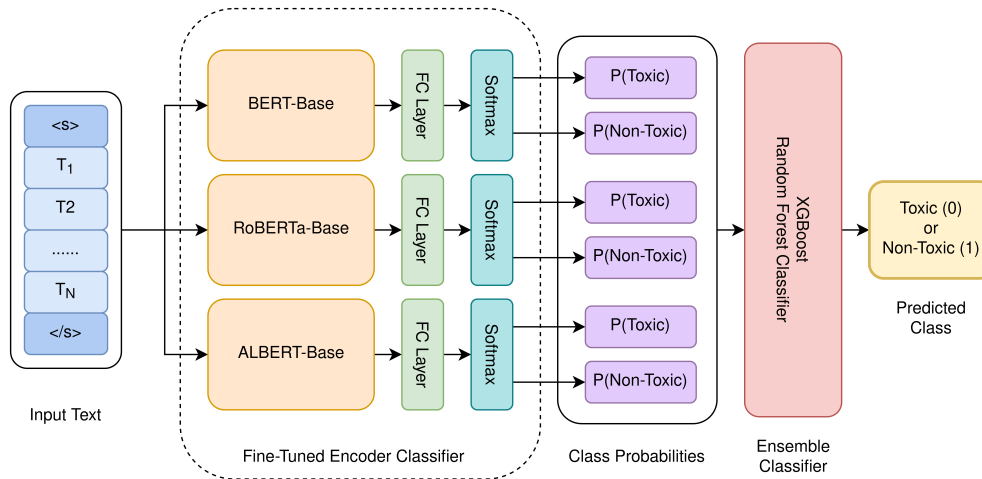 <s>
T1
T2
......
TN
</s>
Input Text
BERT-Base
FC Layer
Softmax
RoBERTa-Base
FC Layer
Softmax
ALBERT-Base
FC Layer
Softmax
Fine-Tuned Encoder Classifier
P(Toxic)
P(Non-Toxic)
P(Toxic)
P(Non-Toxic)
P(Toxic)
P(Non-Toxic)
Class Probabilities
XGBoost
Random Forest Classifier
Ensemble
Classifier
Toxic (0)
or
Non-Toxic (1)
Predicted
Class